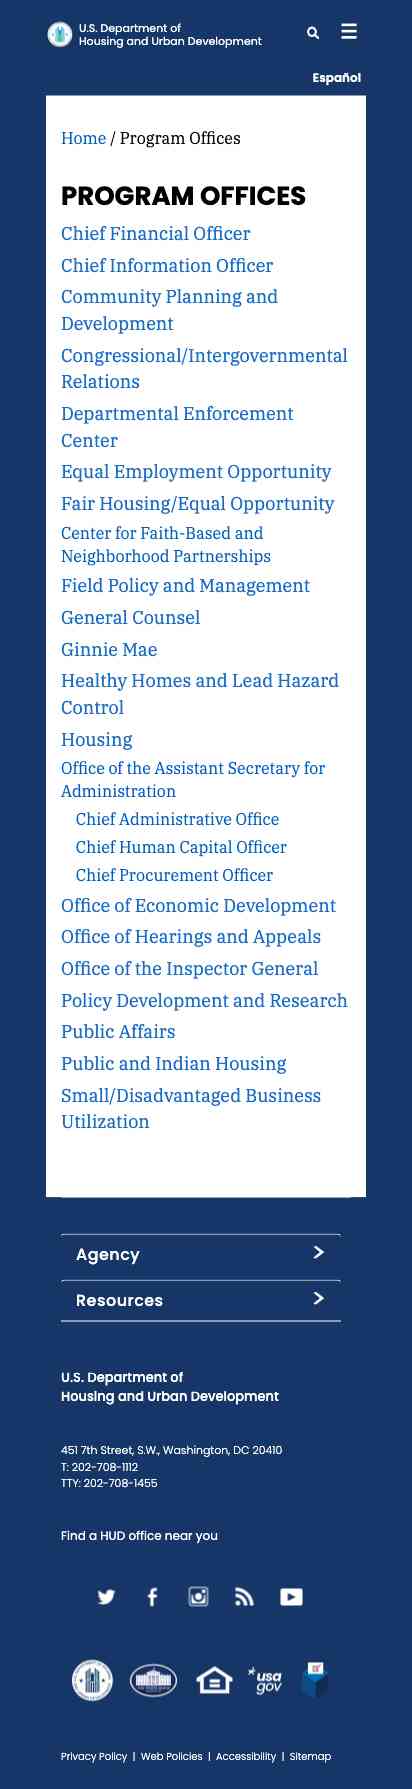 U.S. Department of
Housing and Urban Development
Español
Home / Program Offices
PROGRAM OFFICES
Chief Financial Officer
Chief Information Officer
Community Planning and
Development
Congressional/Intergovernmental
Relations
Departmental Enforcement
Center
Equal Employment Opportunity
Fair Housing/Equal Opportunity
Center for Faith-Based and
Neighborhood Partnerships
Field Policy and Management
General Counsel
Ginnie Mae
Healthy Homes and Lead Hazard
Control
Housing
Office of the Assistant Secretary for
Administration
Chief Administrative Office
Chief Human Capital Officer
Chief Procurement Officer
Office of Economic Development
Office of Hearings and Appeals
Office of the Inspector General
Policy Development and Research
Public Affairs
Public and Indian Housing
Small/Disadvantaged Business
Utilization
Agency
Resources
U.S. Department of
Housing and Urban Development
451 7th Street, S.W., Washington, DC 20410
T: 202-708-1112
TTY: 202-708-1455
Find a HUD office near you
usa
gov
Privacy Policy | Web Policies | Accessibility | Sitemap